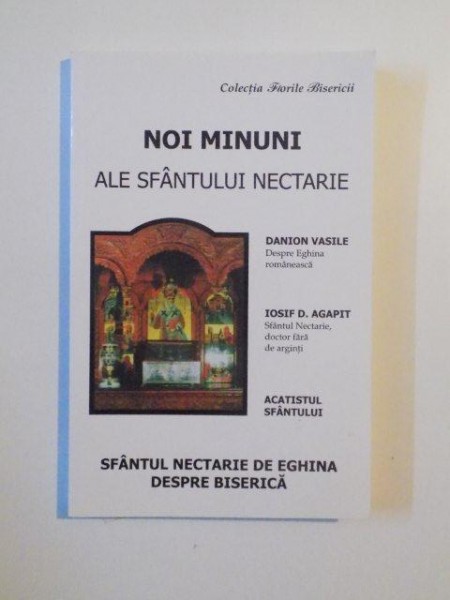 Colecția Florile Bisericii
NOI MINUNI
ALE SFÂNTULUI NECTARIE
DANION VASILE
Despre Eghina
românească
IOSIF D. AGAPIT
Sfântul Nectarie,
doctor fără
de arginți
ACATISTUL
SFÂNTULUI
SFÂNTUL NECTARIE DE EGHINA
DESPRE BISERICĂ